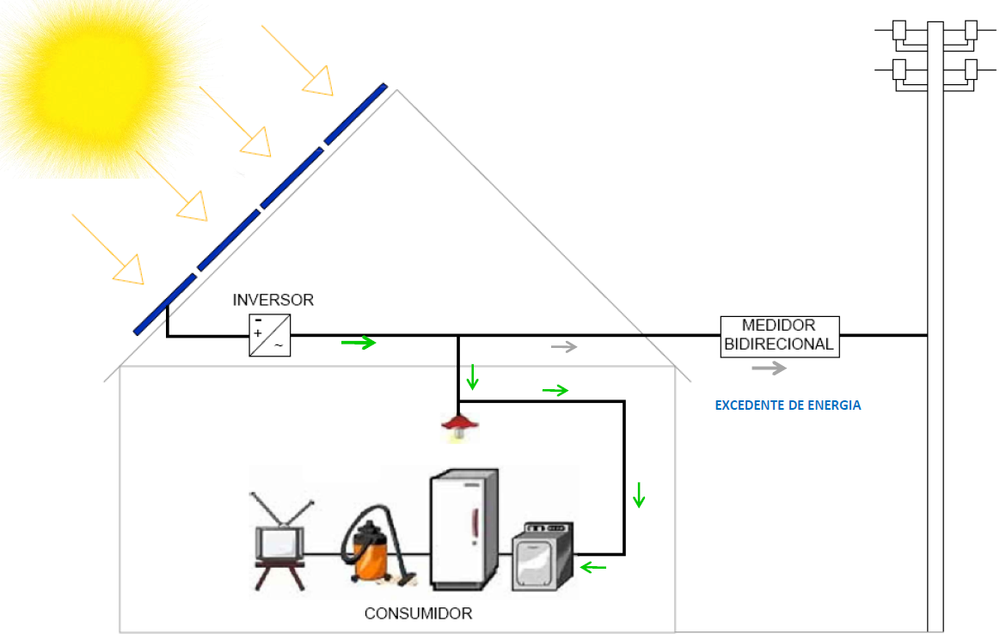 INVERSOR
MEDIDOR
BIDIRECIONAL
EXCEDENTE DE ENERGIA
CONSUMIDOR